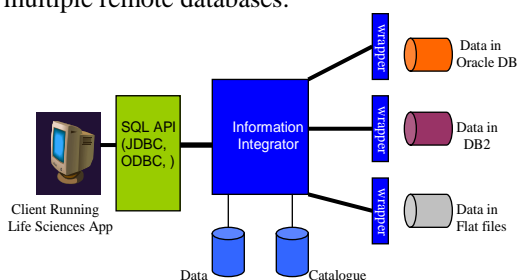 multiple remote databases.
wrapper
Data in
Oracle DB
SQL API
(JDBC,
ODBC, )
Information
Integrator
wrapper
Data in
DB2
Client Running
Life Sciences App
wrapper
Data in
Flat files
Data
Catalogue